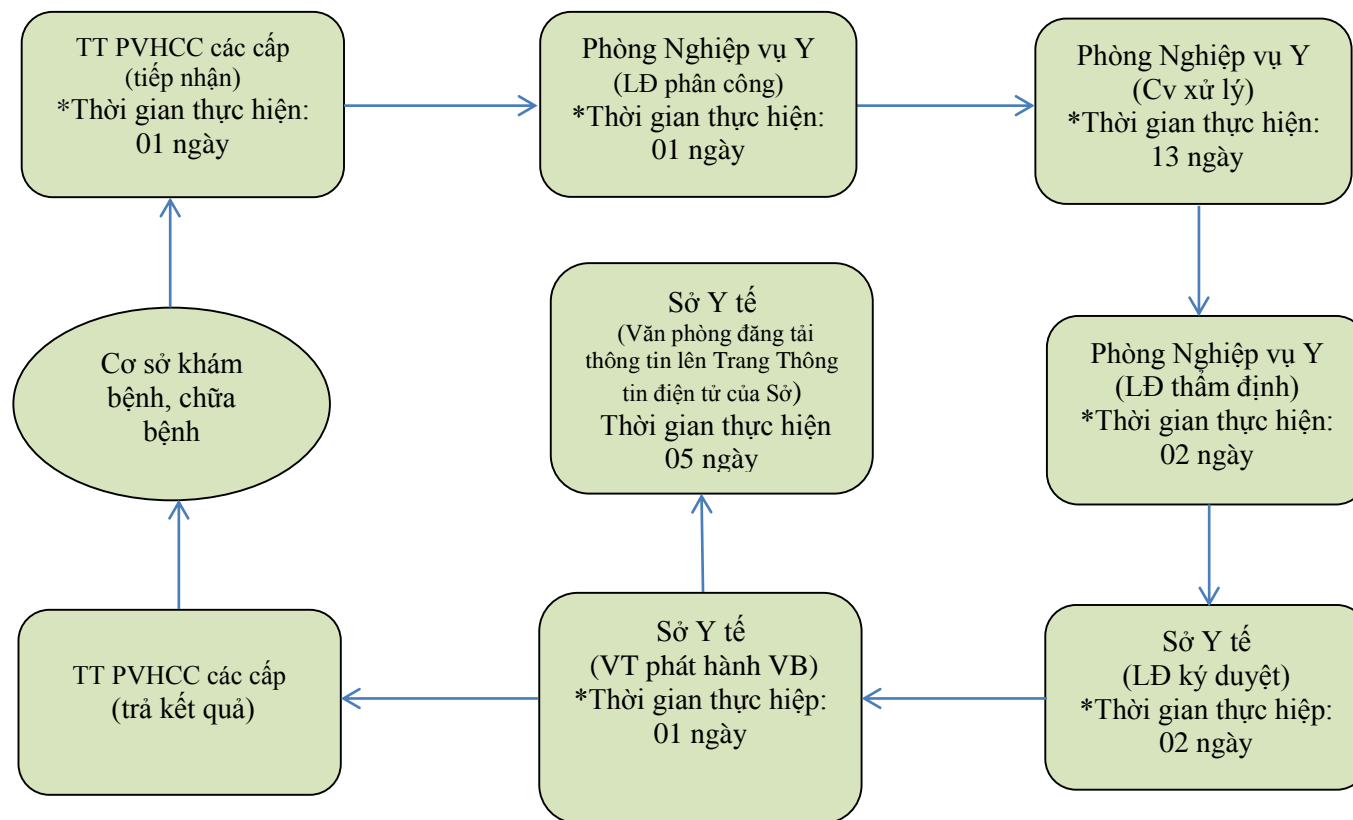 TT PVHCC các cấp
(tiếp nhận)
*Thời gian thực hiện:
01 ngày
Phòng Nghiệp vụ Y
(LĐ phân công)
*Thời gian thực hiện:
01 ngày
Phòng Nghiệp vụ Y
(Cv xử lý)
*Thời gian thực hiện:
13 ngày
Cơ sở khám
bệnh, chữa
bệnh
Sở Y tế
(Văn phòng đăng tải
thông tin lên Trang Thông
tin điện tử của Sở)
Thời gian thực hiện
05 ngày
Phòng Nghiệp vụ Y
(LĐ thẩm định)
*Thời gian thực hiện:
02 ngày
TT PVHCC các cấp
(trả kết quả)
Sở Y tế
(VT phát hành VB)
*Thời gian thực hiệp:
01 ngày
Sở Y tế
(LĐ ký duyệt)
*Thời gian thực hiệp:
02 ngày